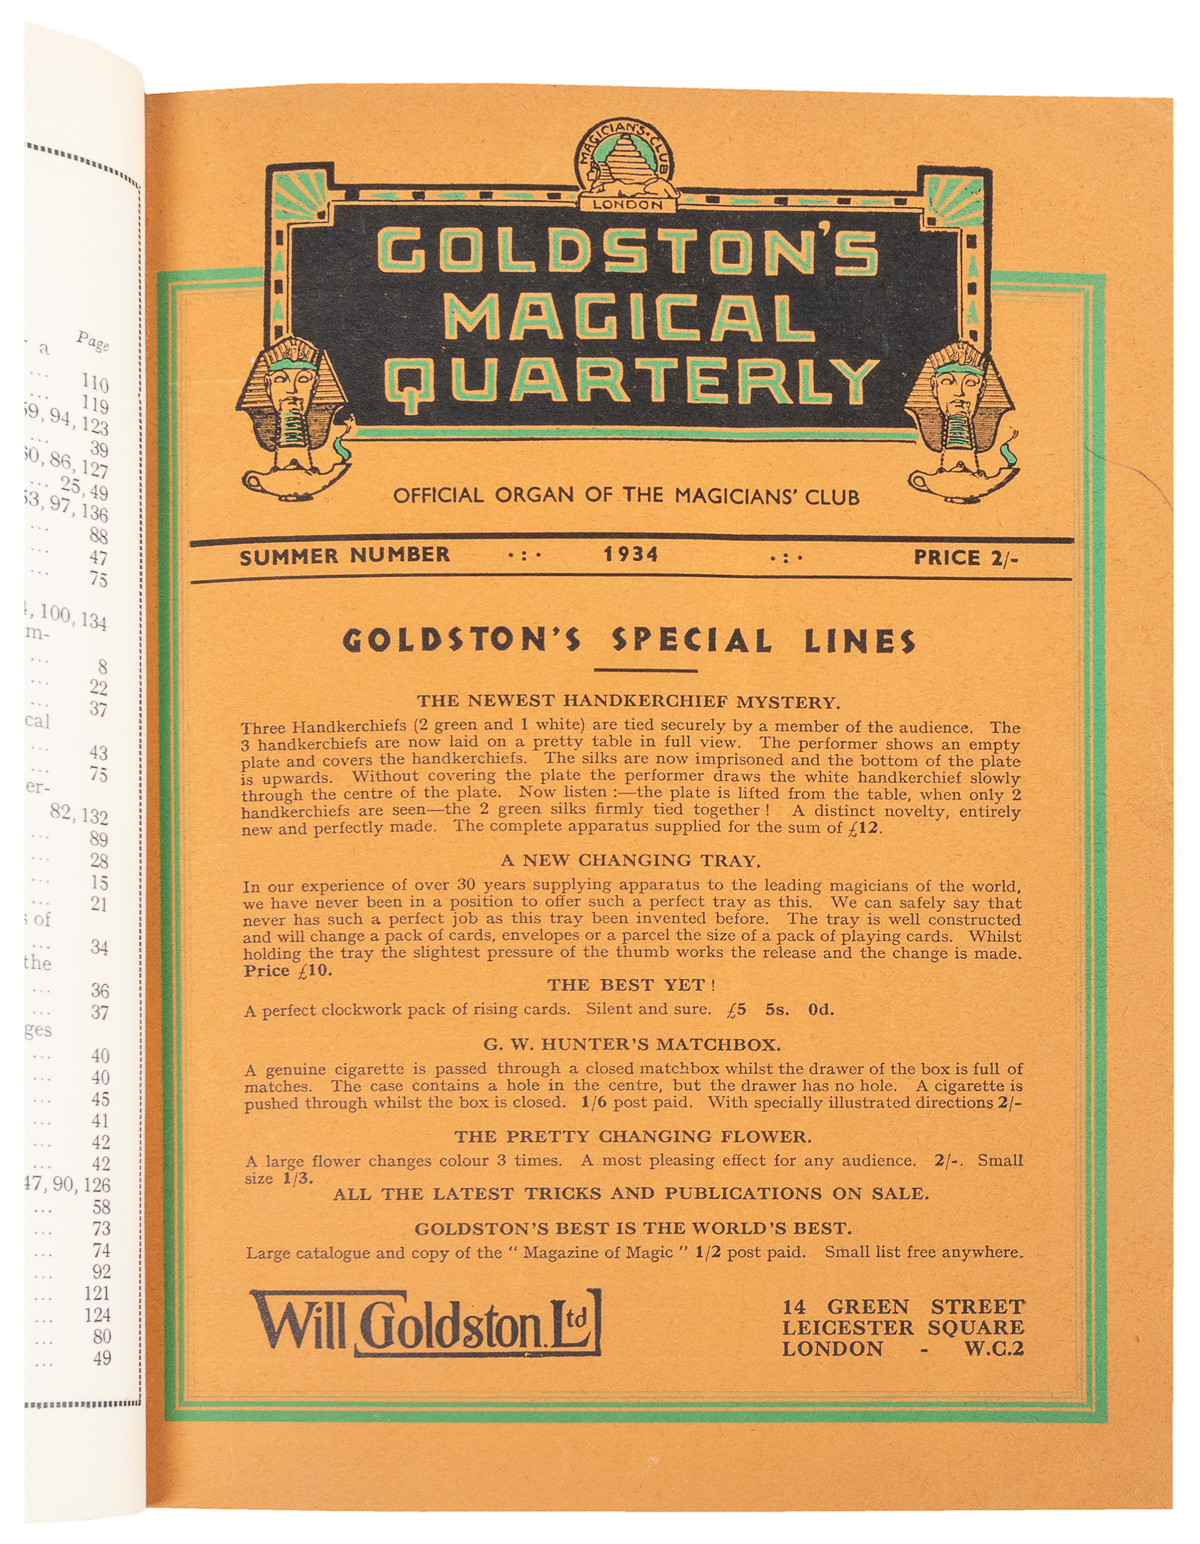 Page
a
... 110
... 119
59, 94, 123
... 39
60, 86, 127
... 25, 49
53, 97, 136
... 88
... 47
... 75
, 100, 134
m-
... 8
... 22
... 37
cal
... 43
... 75
er-
82, 132
... 89
... 28
... 15
... 21
s of
... 34
the
... 36
... 37
ges
... 40
... 40
... 45
... 41
... 42
... 42
47, 90, 126
... 58
... 73
... 74
... 92
... 121
... 124
... 80
... 49
MAGICIAN'S·CLUB
LONDON
GOLDSTON'S
MAGICAL
QUARTERLY
OFFICIAL ORGAN OF THE MAGICIANS' CLUB
SUMMER NUMBER .:. 1934 .:. PRICE 2/-
GOLDSTON'S SPECIAL LINES
THE NEWEST HANDKERCHIEF MYSTERY.
Three Handkerchiefs (2 green and 1 white) are tied securely by a member of the audience. The
3 handkerchiefs are now laid on a pretty table in full view. The performer shows an empty
plate and covers the handkerchiefs. The silks are now imprisoned and the bottom of the plate
is upwards. Without covering the plate the performer draws the white handkerchief slowly
through the centre of the plate. Now listen :—the plate is lifted from the table, when only 2
handkerchiefs are seen—the 2 green silks firmly tied together ! A distinct novelty, entirely
new and perfectly made. The complete apparatus supplied for the sum of £12.
A NEW CHANGING TRAY.
In our experience of over 30 years supplying apparatus to the leading magicians of the world,
we have never been in a position to offer such a perfect tray as this. We can safely say that
never has such a perfect job as this tray been invented before. The tray is well constructed
and will change a pack of cards, envelopes or a parcel the size of a pack of playing cards. Whilst
holding the tray the slightest pressure of the thumb works the release and the change is made.
Price £10.
THE BEST YET !
A perfect clockwork pack of rising cards. Silent and sure. £5 5s. 0d.
G. W. HUNTER'S MATCHBOX.
A genuine cigarette is passed through a closed matchbox whilst the drawer of the box is full of
matches. The case contains a hole in the centre, but the drawer has no hole. A cigarette is
pushed through whilst the box is closed. 1/6 post paid. With specially illustrated directions 2/-
THE PRETTY CHANGING FLOWER.
A large flower changes colour 3 times. A most pleasing effect for any audience. 2/-. Small
size 1/3.
ALL THE LATEST TRICKS AND PUBLICATIONS ON SALE.
GOLDSTON'S BEST IS THE WORLD'S BEST.
Large catalogue and copy of the " Magazine of Magic " 1/2 post paid. Small list free anywhere.
Will Goldston. Ltd
14 GREEN STREET
LEICESTER SQUARE
LONDON - W.C.2